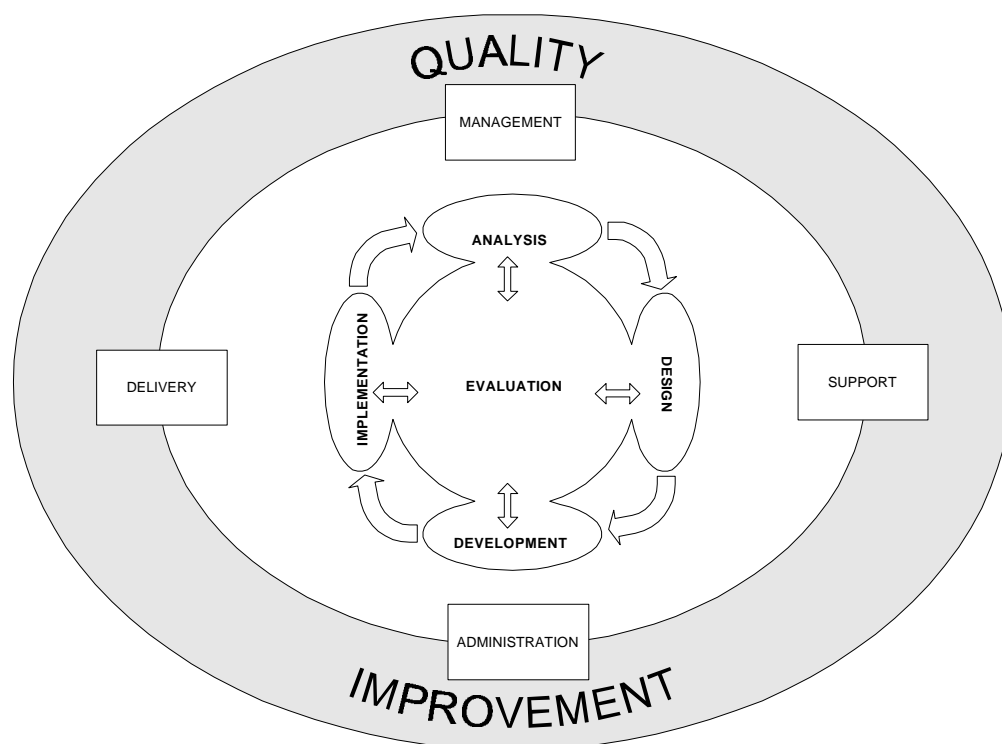 QUALITY
MANAGEMENT
ANALYSIS
IMPLEMENTATION
DELIVERY
EVALUATION
DESIGN
SUPPORT
DEVELOPMENT
ADMINISTRATION
IMPROVEMENT